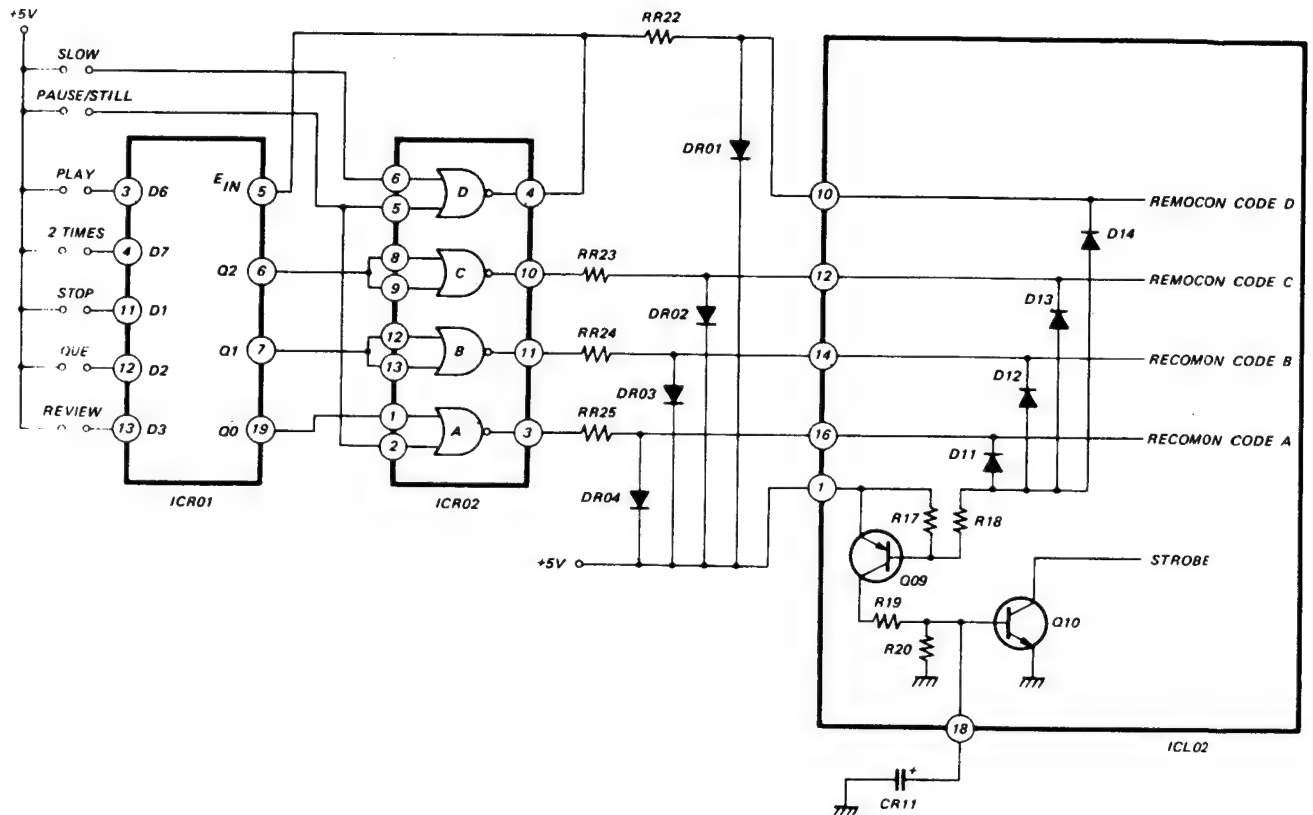 +5V
SLOW
PAUSE/STILL
PLAY
2 TIMES
STOP
QUE
REVIEW
3 D6
4 D7
11 D1
12 D2
13 D3
E IN 5
Q2 6
Q1 7
Q0 19
ICR01
6
5
D
4
8
9
C
10
12
13
B
11
1
2
A
3
ICR02
RR22
RR23
RR24
RR25
DR01
DR02
DR03
DR04
+5V
10
12
14
16
1
REMOCON CODE D
D14
REMOCON CODE C
D13
RECOMON CODE B
D12
RECOMON CODE A
D11
R17
R18
Q09
STROBE
R19
R20
Q10
18
ICL02
+
CR11